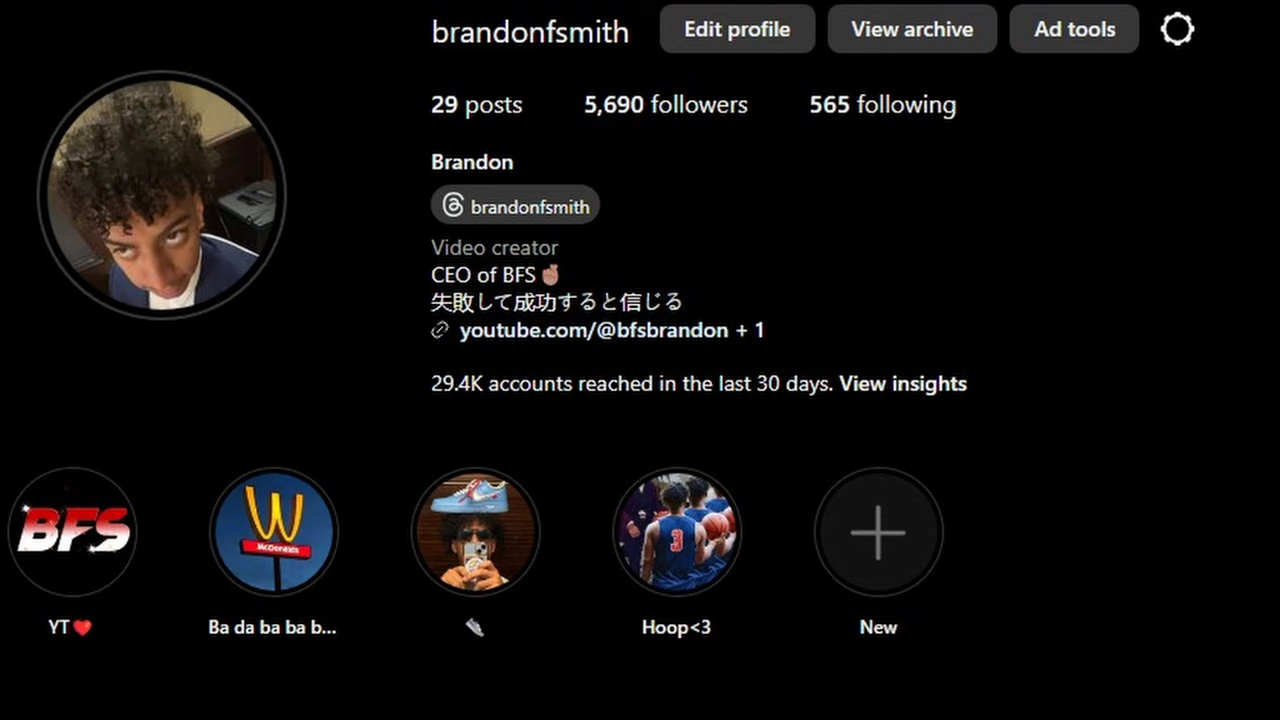 brandonfsmith Edit profile View archive Ad tools
29 posts 5,690 followers 565 following
Brandon
brandonfsmith
Video creator
CEO of BFS🤞🏽
失敗して成功すると信じる
youtube.com/@bfsbrandon + 1
29.4K accounts reached in the last 30 days. View insights
BFS
McDonalds
3
YT❤️
Ba da ba ba b...
👟
Hoop<3
New